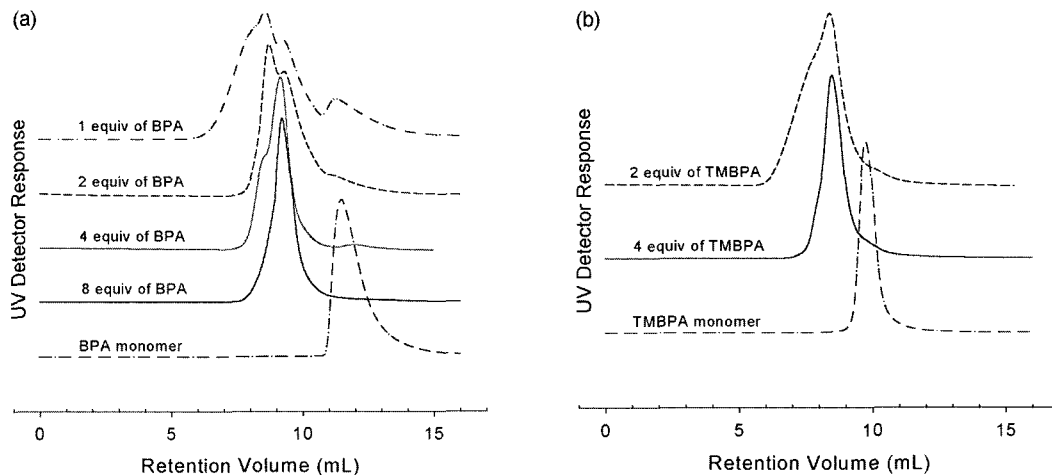 (a)
UV Detector Response
1 equiv of BPA
2 equiv of BPA
4 equiv of BPA
8 equiv of BPA
BPA monomer
0 5 10 15
Retention Volume (mL)
(b)
UV Detector Response
2 equiv of TMBPA
4 equiv of TMBPA
TMBPA monomer
0 5 10 15
Retention Volume (mL)